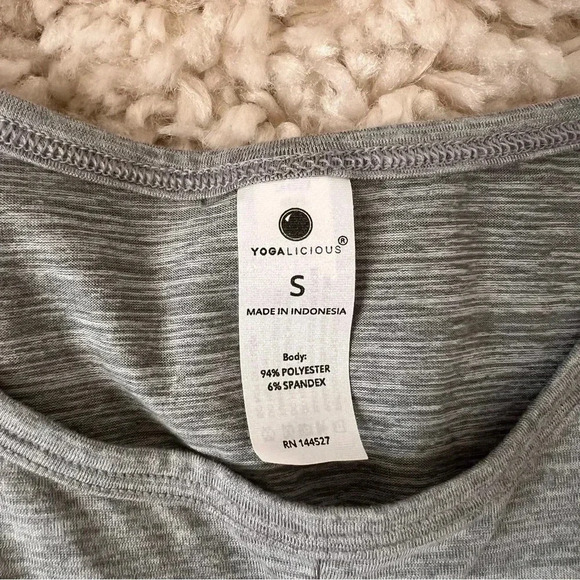 YOGALICIOUS®
S
MADE IN INDONESIA
Body:
94% POLYESTER
6% SPANDEX
RN 144527